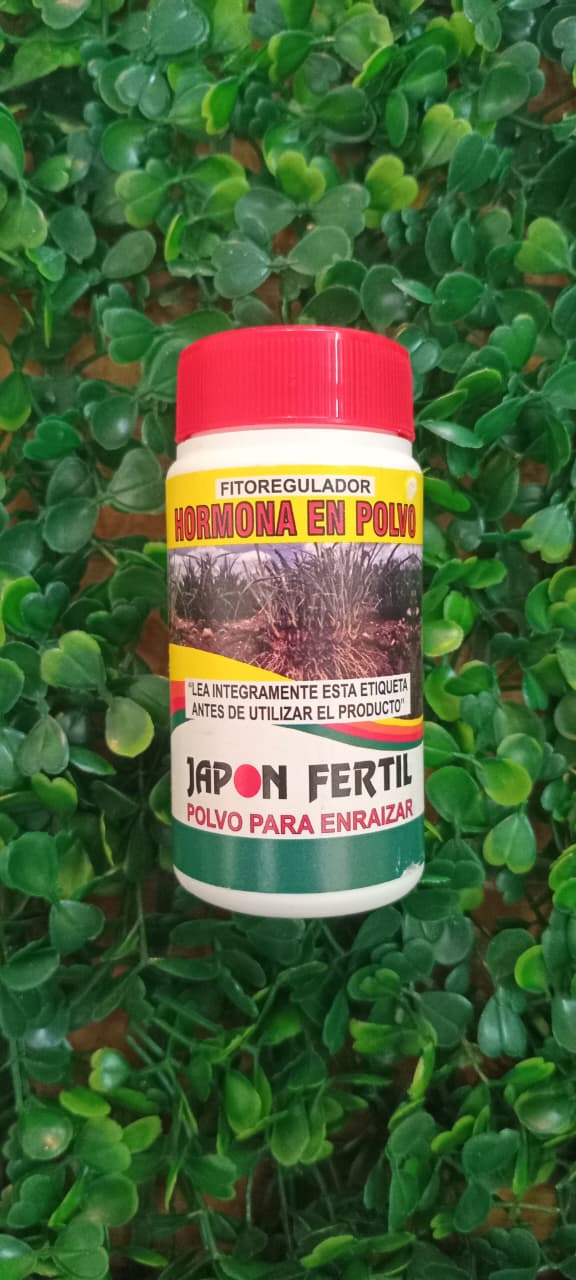 FITOREGULADOR
HORMONA EN POLVO
"LEA INTEGRAMENTE ESTA ETIQUETA
ANTES DE UTILIZAR EL PRODUCTO"
JAPON FERTIL
POLVO PARA ENRAIZAR